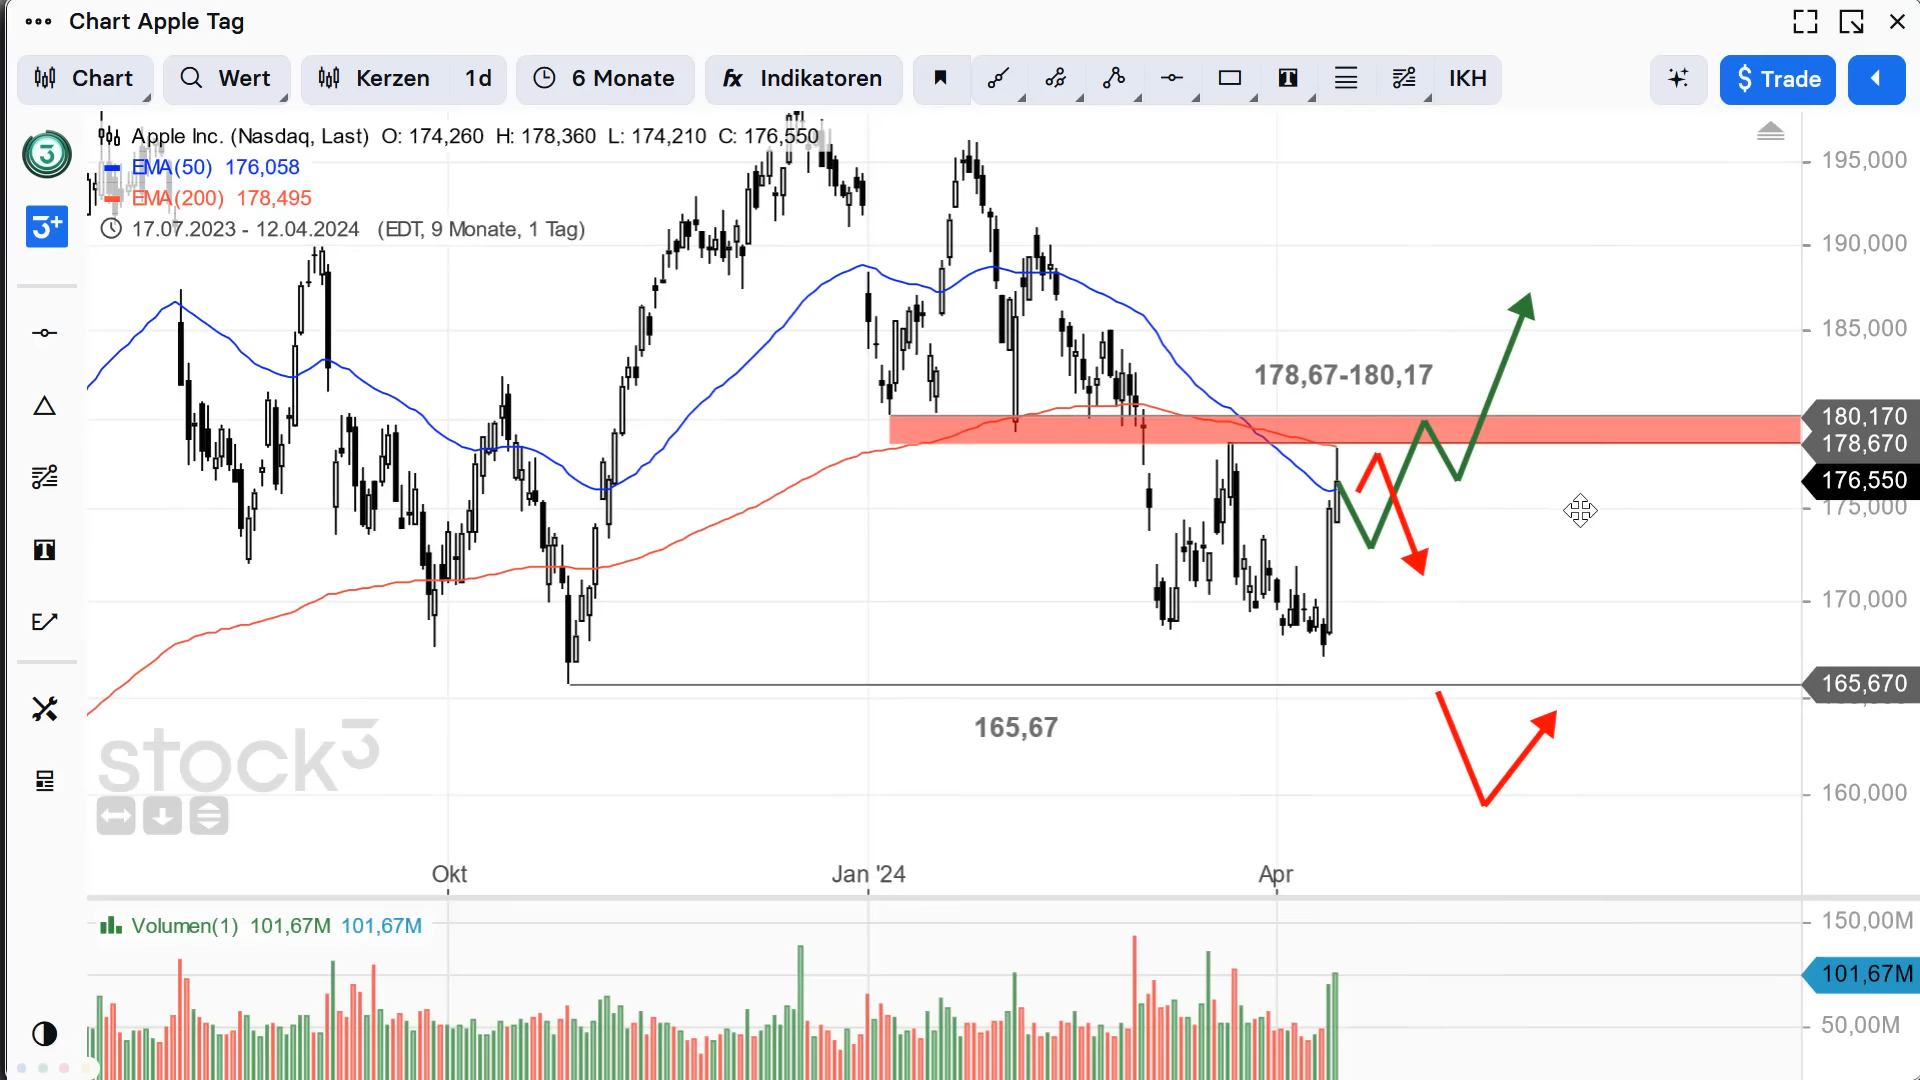 Chart Apple Tag
Chart
Wert
Kerzen
1d
6 Monate
fx Indikatoren
T
IKH
$ Trade
3
Apple Inc. (Nasdaq, Last) O: 174,260 H: 178,360 L: 174,210 C: 176,550
EMA(50) 176,058
EMA(200) 178,495
17.07.2023 - 12.04.2024 (EDT, 9 Monate, 1 Tag)
3+
T
E
195,000
190,000
185,000
178,67-180,17
180,170
178,670
176,550
175,000
170,000
165,670
165,67
160,000
stock3
Okt
Jan '24
Apr
Volumen(1) 101,67M 101,67M
150,00M
101,67M
50,00M